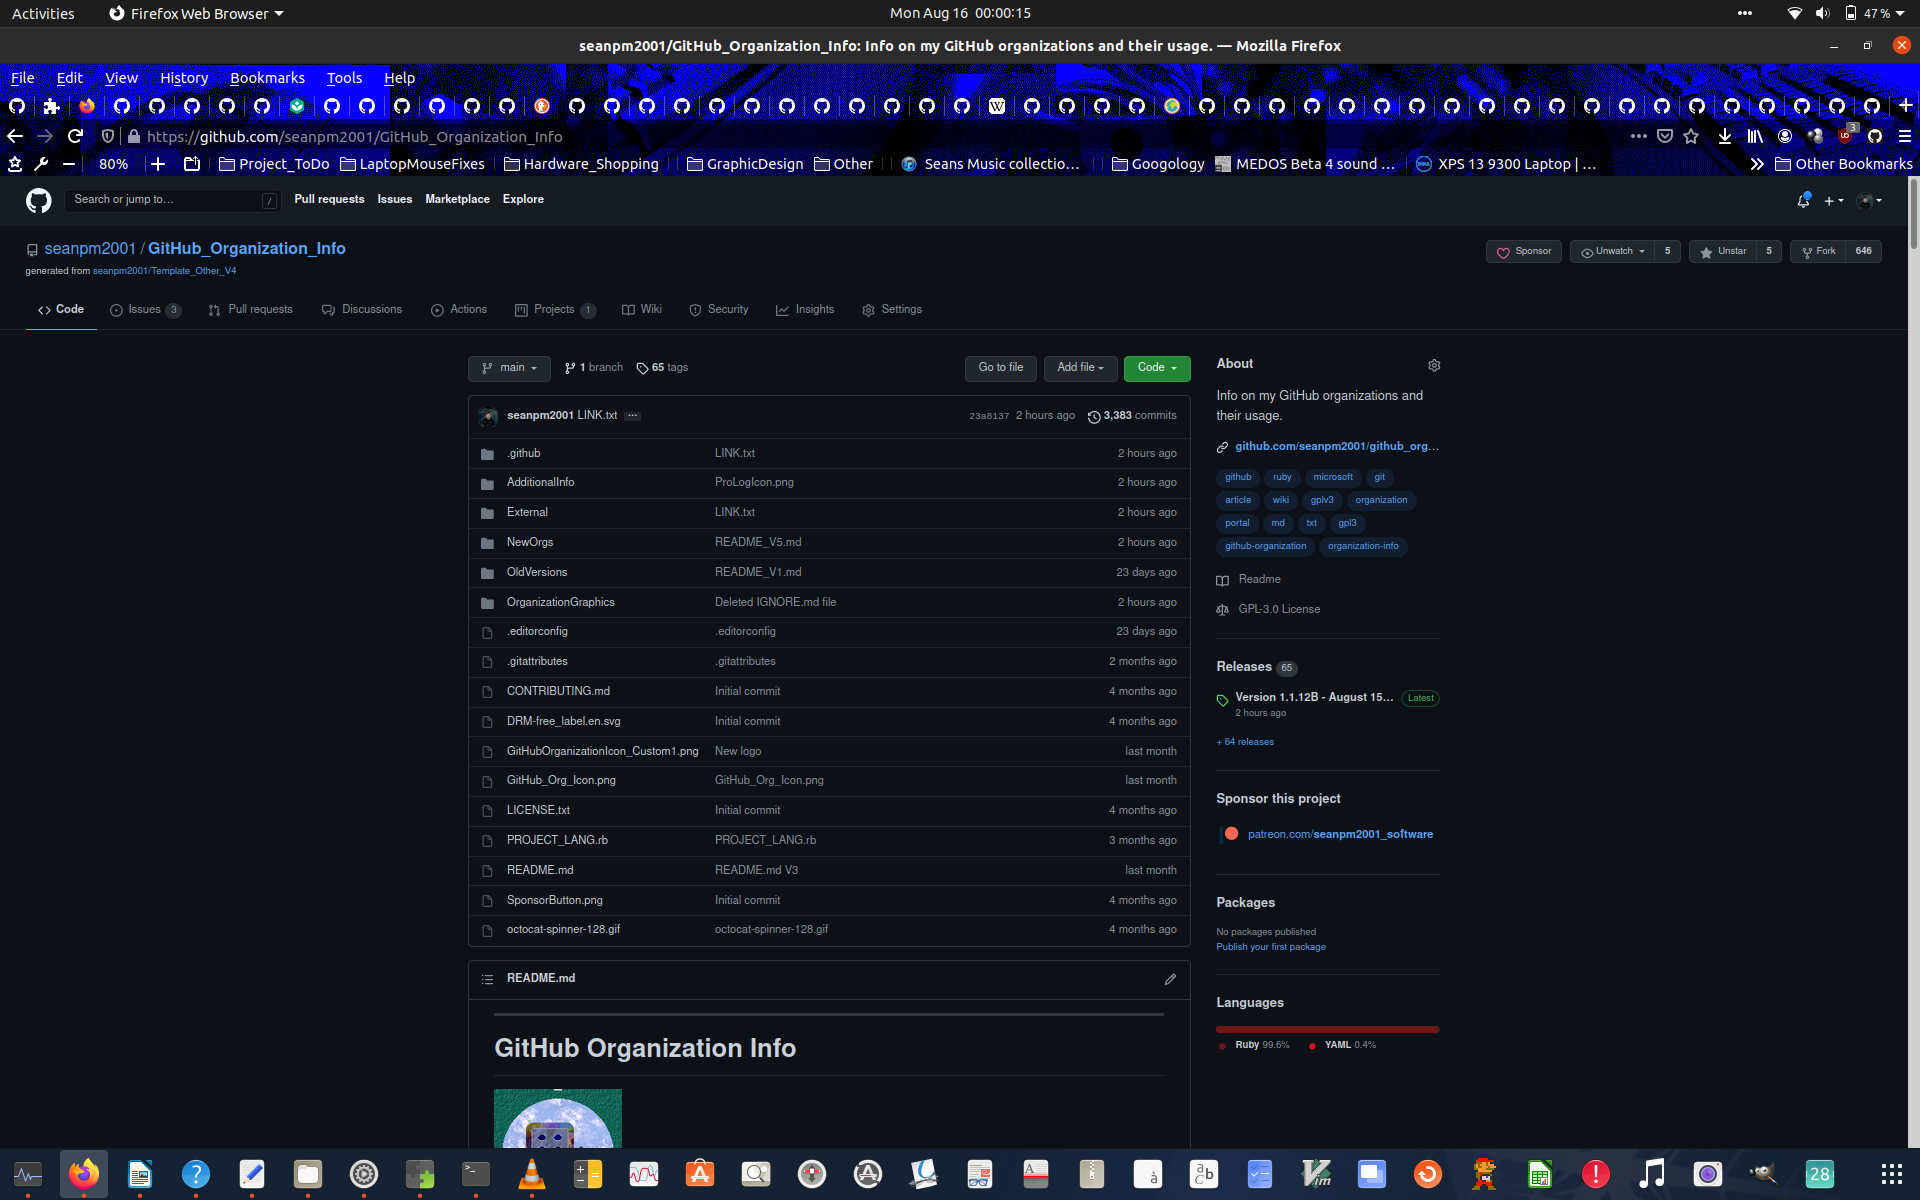 Activities Firefox Web Browser Mon Aug 16 00:00:15 47 %
seanpm2001/GitHub_Organization_Info: Info on my GitHub organizations and their usage. — Mozilla Firefox
File Edit View History Bookmarks Tools Help
https://github.com/seanpm2001/GitHub_Organization_Info 3
80% Project_ToDo LaptopMouseFixes Hardware_Shopping GraphicDesign Other Seans Music collectio… Googology MEDOS Beta 4 sound … XPS 13 9300 Laptop | … Other Bookmarks
Search or jump to… / Pull requests Issues Marketplace Explore
seanpm2001 / GitHub_Organization_Info Sponsor Unwatch 5 Unstar 5 Fork 646
generated from seanpm2001/Template_Other_V4
Code Issues 3 Pull requests Discussions Actions Projects 1 Wiki Security Insights Settings
main 1 branch 65 tags Go to file Add file Code
seanpm2001 LINK.txt ... 23a8137 2 hours ago 3,383 commits
.github LINK.txt 2 hours ago
AdditionalInfo ProLogIcon.png 2 hours ago
External LINK.txt 2 hours ago
NewOrgs README_V5.md 2 hours ago
OldVersions README_V1.md 23 days ago
OrganizationGraphics Deleted IGNORE.md file 2 hours ago
.editorconfig .editorconfig 23 days ago
.gitattributes .gitattributes 2 months ago
CONTRIBUTING.md Initial commit 4 months ago
DRM-free_label.en.svg Initial commit 4 months ago
GitHubOrganizationIcon_Custom1.png New logo last month
GitHub_Org_Icon.png GitHub_Org_Icon.png last month
LICENSE.txt Initial commit 4 months ago
PROJECT_LANG.rb PROJECT_LANG.rb 3 months ago
README.md README.md V3 last month
SponsorButton.png Initial commit 4 months ago
octocat-spinner-128.gif octocat-spinner-128.gif 4 months ago
README.md
GitHub Organization Info
About
Info on my GitHub organizations and
their usage.
github.com/seanpm2001/github_org…
github ruby microsoft git
article wiki gplv3 organization
portal md txt gpl3
github-organization organization-info
Readme
GPL-3.0 License
Releases 65
Version 1.1.12B - August 15… Latest
2 hours ago
+ 64 releases
Sponsor this project
patreon.com/seanpm2001_software
Packages
No packages published
Publish your first package
Languages
Ruby 99.6% YAML 0.4%
28